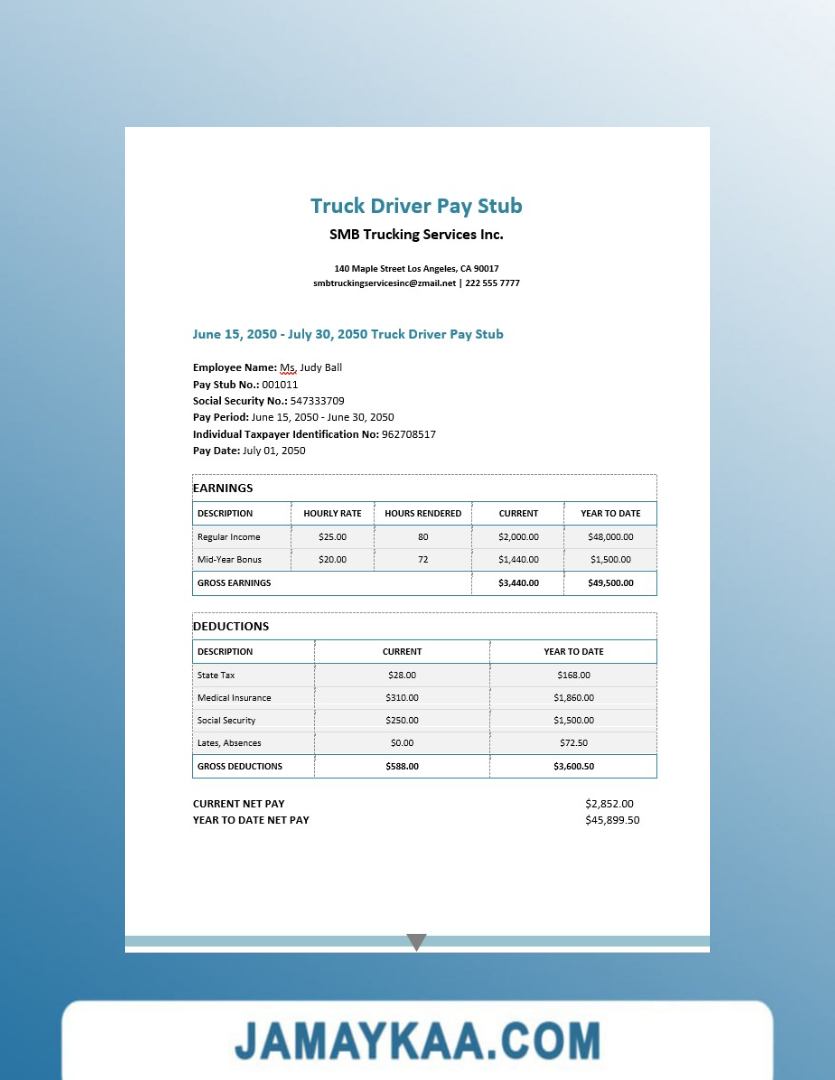 Truck Driver Pay Stub
SMB Trucking Services Inc.
140 Maple Street Los Angeles, CA 90017
smbtruckingservicesinc@zmail.net | 222 555 7777
June 15, 2050 - July 30, 2050 Truck Driver Pay Stub
Employee Name: Ms, Judy Ball
Pay Stub No.: 001011
Social Security No.: 547333709
Pay Period: June 15, 2050 - June 30, 2050
Individual Taxpayer Identification No: 962708517
Pay Date: July 01, 2050
EARNINGS
DESCRIPTION HOURLY RATE HOURS RENDERED CURRENT YEAR TO DATE
Regular Income $25.00 80 $2,000.00 $48,000.00
Mid-Year Bonus $20.00 72 $1,440.00 $1,500.00
GROSS EARNINGS $3,440.00 $49,500.00
DEDUCTIONS
DESCRIPTION CURRENT YEAR TO DATE
State Tax $28.00 $168.00
Medical Insurance $310.00 $1,860.00
Social Security $250.00 $1,500.00
Lates, Absences $0.00 $72.50
GROSS DEDUCTIONS $588.00 $3,600.50
CURRENT NET PAY $2,852.00
YEAR TO DATE NET PAY $45,899.50
JAMAYKAA.COM